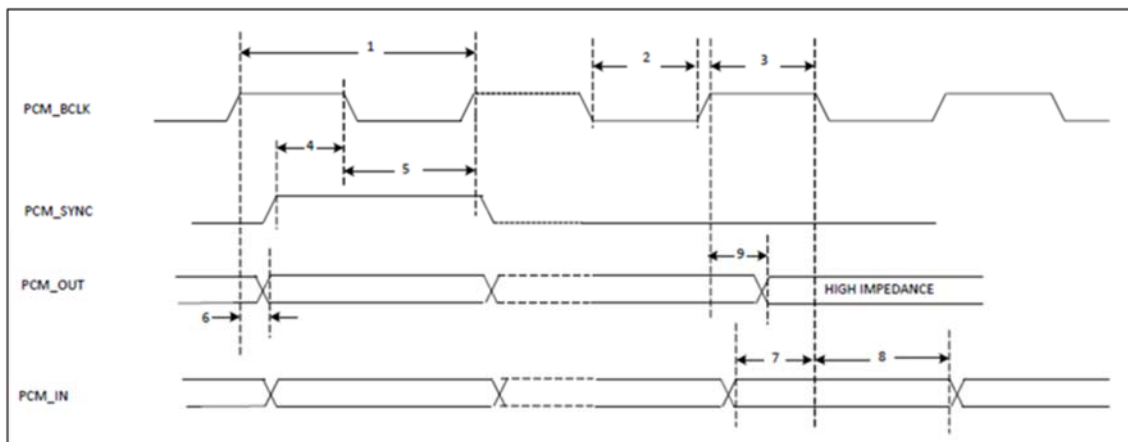 1
2
3
PCM_BCLK
4
5
PCM_SYNC
9
PCM_OUT
HIGH IMPEDANCE
6
7
8
PCM_IN